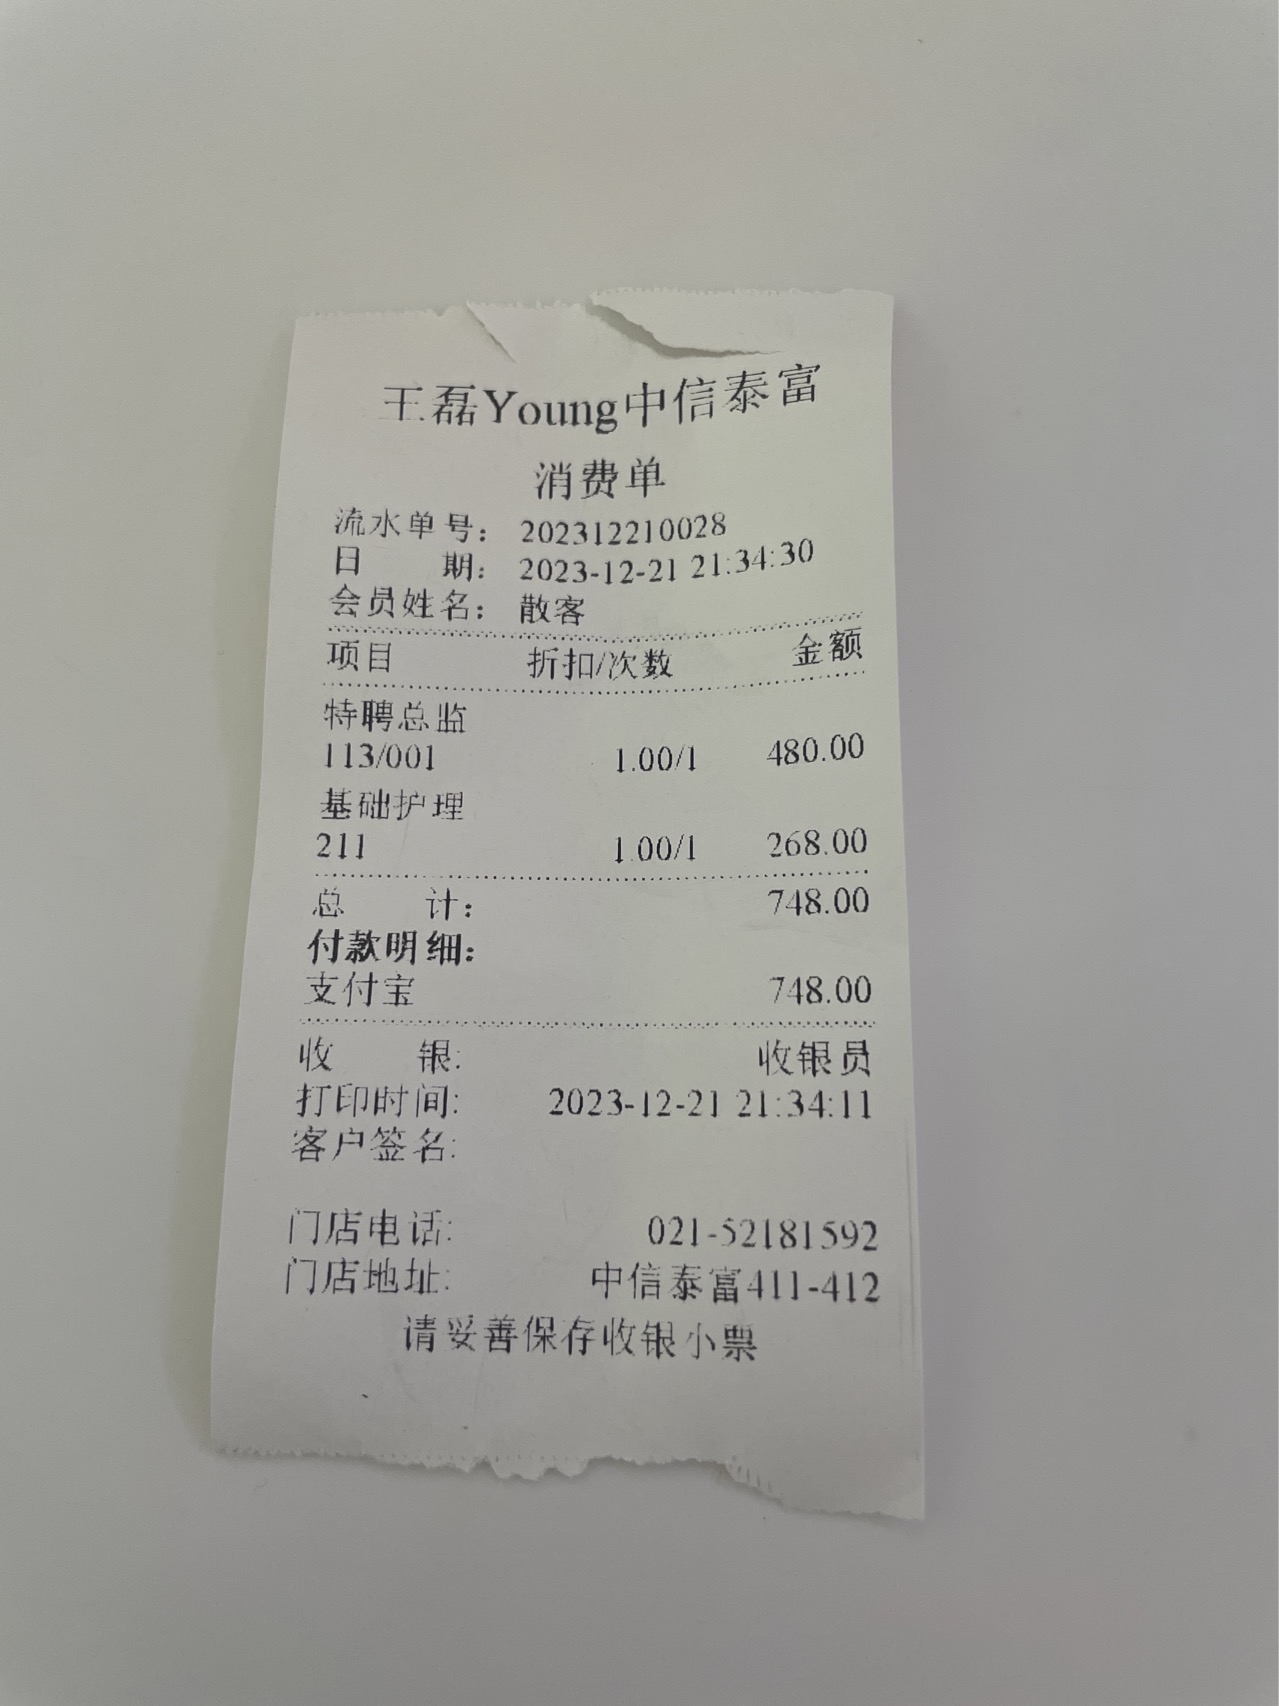 王磊Young中信泰富
消费单
流水单号： 202312210028
日 期： 2023-12-21 21:34:30
会员姓名： 散客
项目 折扣/次数 金额
特聘总监
113/001 1.00/1 480.00
基础护理
211 1.00/1 268.00
总 计： 748.00
付款明细：
支付宝 748.00
收 银: 收银员
打印时间: 2023-12-21 21:34:11
客户签名:
门店电话: 021-52181592
门店地址: 中信泰富411-412
请妥善保存收银小票